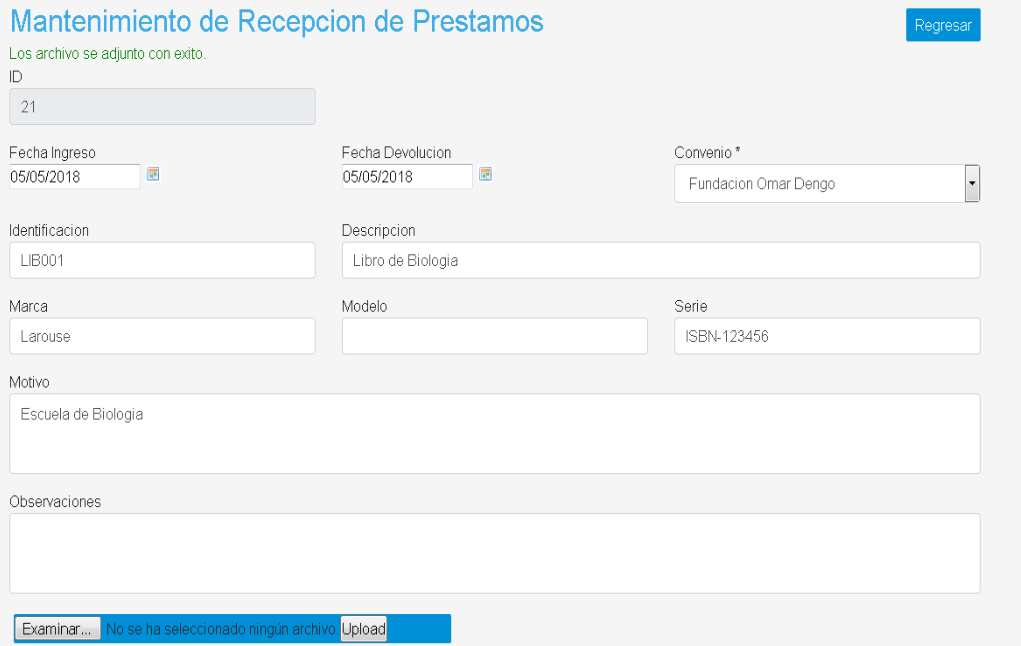 Mantenimiento de Recepcion de Prestamos
Regresar
Los archivo se adjunto con exito.
ID
21
Fecha Ingreso
Fecha Devolucion
Convenio *
05/05/2018
05/05/2018
Fundacion Omar Dengo
Identificacion
Descripcion
LIB001
Libro de Biologia
Marca
Modelo
Serie
Larouse
ISBN-123456
Motivo
Escuela de Biologia
Observaciones
Examinar... No se ha seleccionado ningún archivo Upload